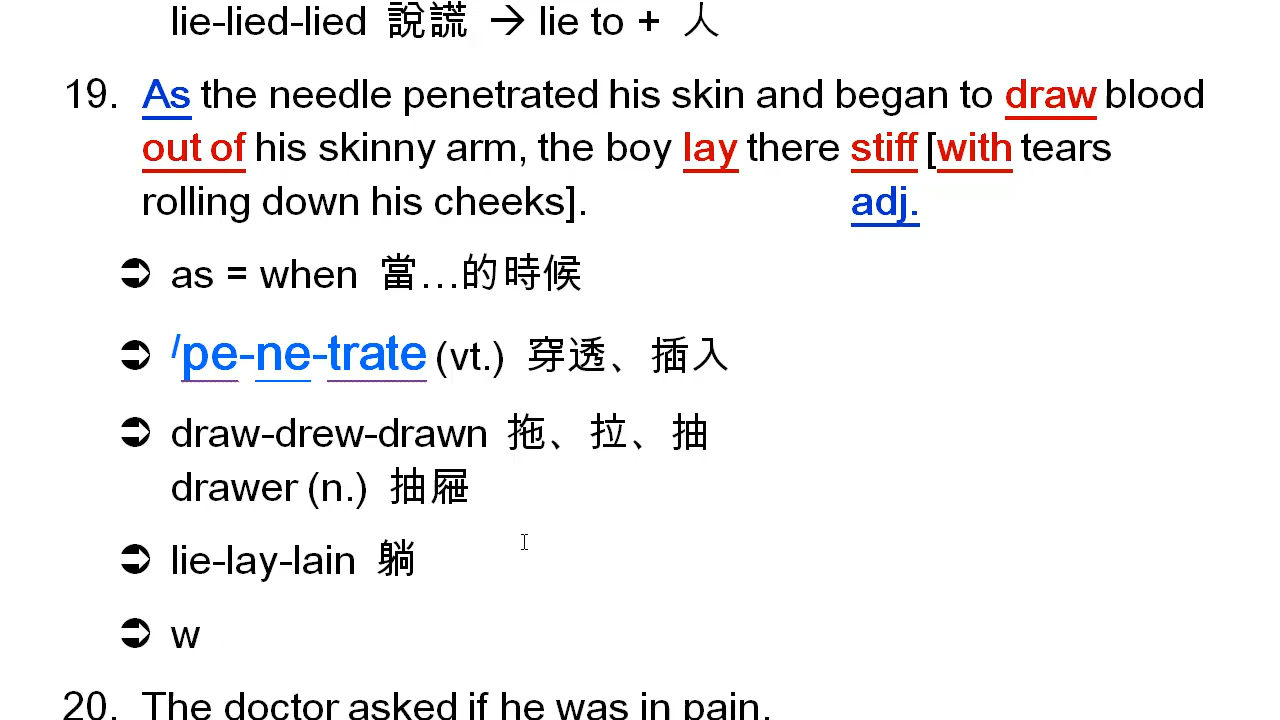 lie-lied-lied 說謊 → lie to + 人
19. As the needle penetrated his skin and began to draw blood
out of his skinny arm, the boy lay there stiff [with tears
rolling down his cheeks]. adj.
➲ as = when 當…的時候
➲ ˈpe-ne-trate (vt.) 穿透、插入
➲ draw-drew-drawn 拖、拉、抽
drawer (n.) 抽屜
➲ lie-lay-lain 躺
➲ w
20. The doctor asked if he was in pain.